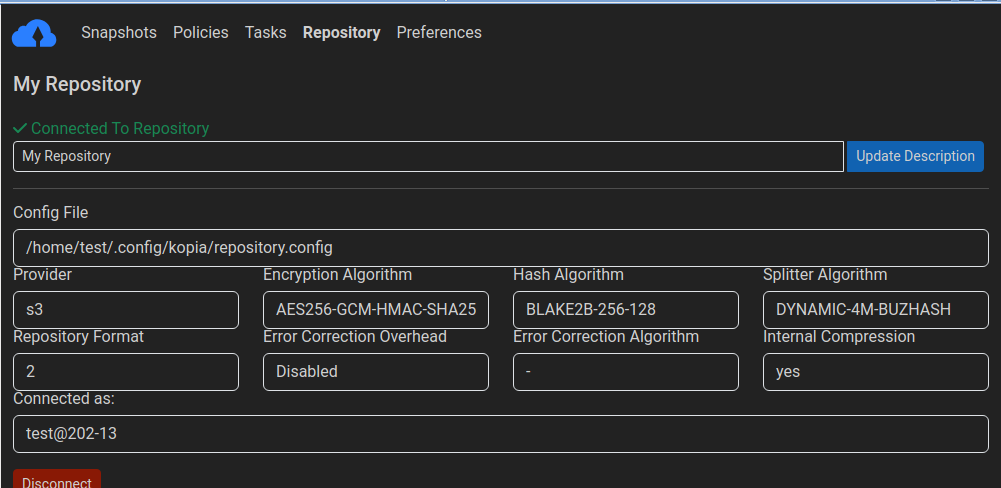 Snapshots Policies Tasks Repository Preferences
My Repository
Connected To Repository
My Repository Update Description
Config File
/home/test/.config/kopia/repository.config
Provider Encryption Algorithm Hash Algorithm Splitter Algorithm
s3 AES256-GCM-HMAC-SHA25 BLAKE2B-256-128 DYNAMIC-4M-BUZHASH
Repository Format Error Correction Overhead Error Correction Algorithm Internal Compression
2 Disabled - yes
Connected as:
test@202-13
Disconnect